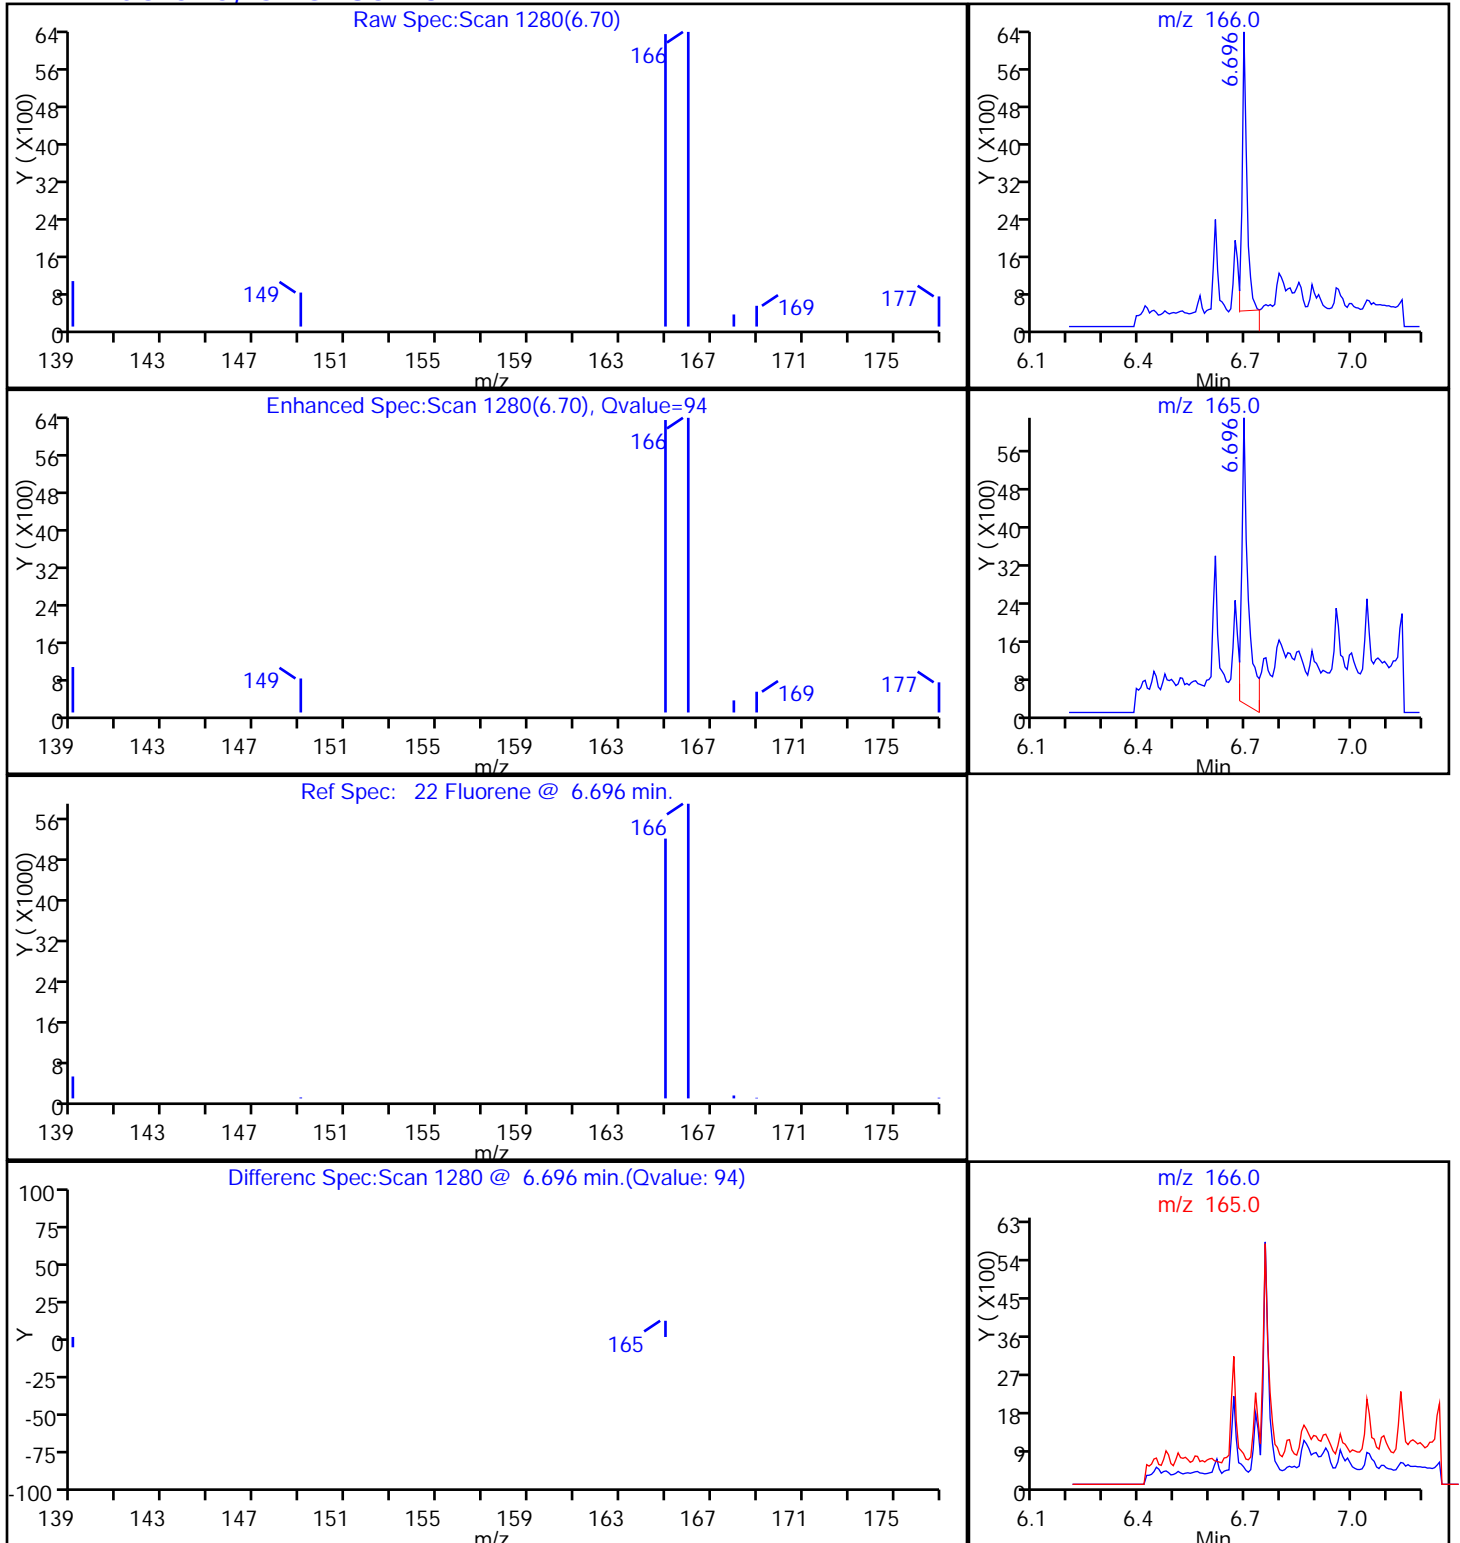 Raw Spec:Scan 1280(6.70)
64
56
48
40
32
24
16
8
0
Y ( X100)
166
149
169
177
139 143 147 151 155 159 163 167 171 175
m/z
m/z 166.0
6.696
64
56
48
40
32
24
16
8
0
Y ( X100)
6.1 6.4 6.7 7.0
Min
Enhanced Spec:Scan 1280(6.70), Qvalue=94
64
56
48
40
32
24
16
8
0
Y ( X100)
166
149
169
177
139 143 147 151 155 159 163 167 171 175
m/z
m/z 165.0
6.696
56
48
40
32
24
16
8
0
Y ( X100)
6.1 6.4 6.7 7.0
Min
Ref Spec: 22 Fluorene @ 6.696 min.
56
48
40
32
24
16
8
0
Y ( X1000)
166
139 143 147 151 155 159 163 167 171 175
m/z
Differenc Spec:Scan 1280 @ 6.696 min.(Qvalue: 94)
100
75
50
25
0
-25
-50
-75
-100
Y
165
139 143 147 151 155 159 163 167 171 175
m/z
m/z 166.0
m/z 165.0
63
54
45
36
27
18
9
0
Y ( X100)
6.1 6.4 6.7 7.0
Min